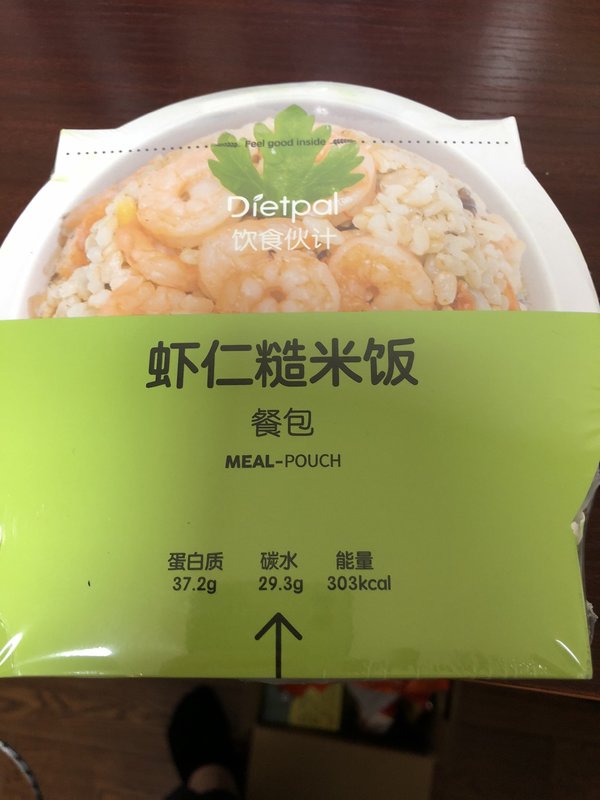 Feel good inside
Dietpal®
饮食伙计
虾仁糙米饭
餐包
MEAL-POUCH
蛋白质 碳水 能量
37.2g 29.3g 303kcal